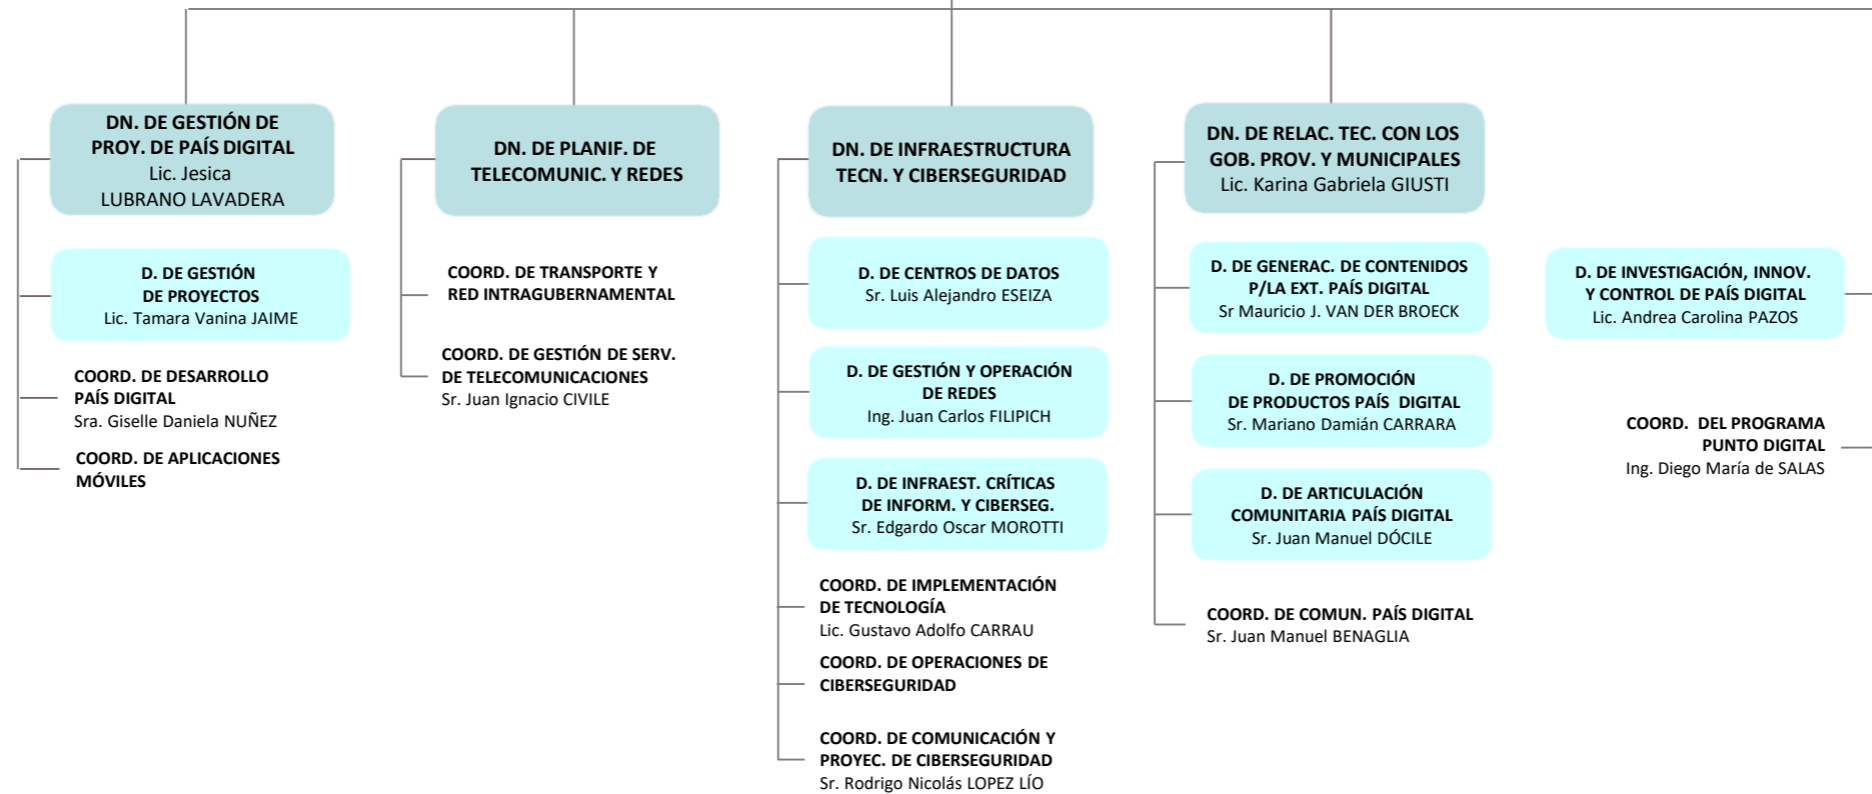 DN. DE GESTIÓN DE
PROY. DE PAÍS DIGITAL
Lic. Jesica
LUBRANO LAVADERA
D. DE GESTIÓN
DE PROYECTOS
Lic. Tamara Vanina JAIME
COORD. DE DESARROLLO
PAÍS DIGITAL
Sra. Giselle Daniela NUÑEZ
COORD. DE APLICACIONES
MÓVILES
DN. DE PLANIF. DE
TELECOMUNIC. Y REDES
COORD. DE TRANSPORTE Y
RED INTRAGUBERNAMENTAL
COORD. DE GESTIÓN DE SERV.
DE TELECOMUNICACIONES
Sr. Juan Ignacio CIVILE
DN. DE INFRAESTRUCTURA
TECN. Y CIBERSEGURIDAD
D. DE CENTROS DE DATOS
Sr. Luis Alejandro ESEIZA
D. DE GESTIÓN Y OPERACIÓN
DE REDES
Ing. Juan Carlos FILIPICH
D. DE INFRAEST. CRÍTICAS
DE INFORM. Y CIBERSEG.
Sr. Edgardo Oscar MOROTTI
COORD. DE IMPLEMENTACIÓN
DE TECNOLOGÍA
Lic. Gustavo Adolfo CARRAU
COORD. DE OPERACIONES DE
CIBERSEGURIDAD
COORD. DE COMUNICACIÓN Y
PROYEC. DE CIBERSEGURIDAD
Sr. Rodrigo Nicolás LOPEZ LÍO
DN. DE RELAC. TEC. CON LOS
GOB. PROV. Y MUNICIPALES
Lic. Karina Gabriela GIUSTI
D. DE GENERAC. DE CONTENIDOS
P/LA EXT. PAÍS DIGITAL
Sr Mauricio J. VAN DER BROECK
D. DE PROMOCIÓN
DE PRODUCTOS PAÍS DIGITAL
Sr. Mariano Damián CARRARA
D. DE ARTICULACIÓN
COMUNITARIA PAÍS DIGITAL
Sr. Juan Manuel DÓCILE
COORD. DE COMUN. PAÍS DIGITAL
Sr. Juan Manuel BENAGLIA
D. DE INVESTIGACIÓN, INNOV.
Y CONTROL DE PAÍS DIGITAL
Lic. Andrea Carolina PAZOS
COORD. DEL PROGRAMA
PUNTO DIGITAL
Ing. Diego María de SALAS